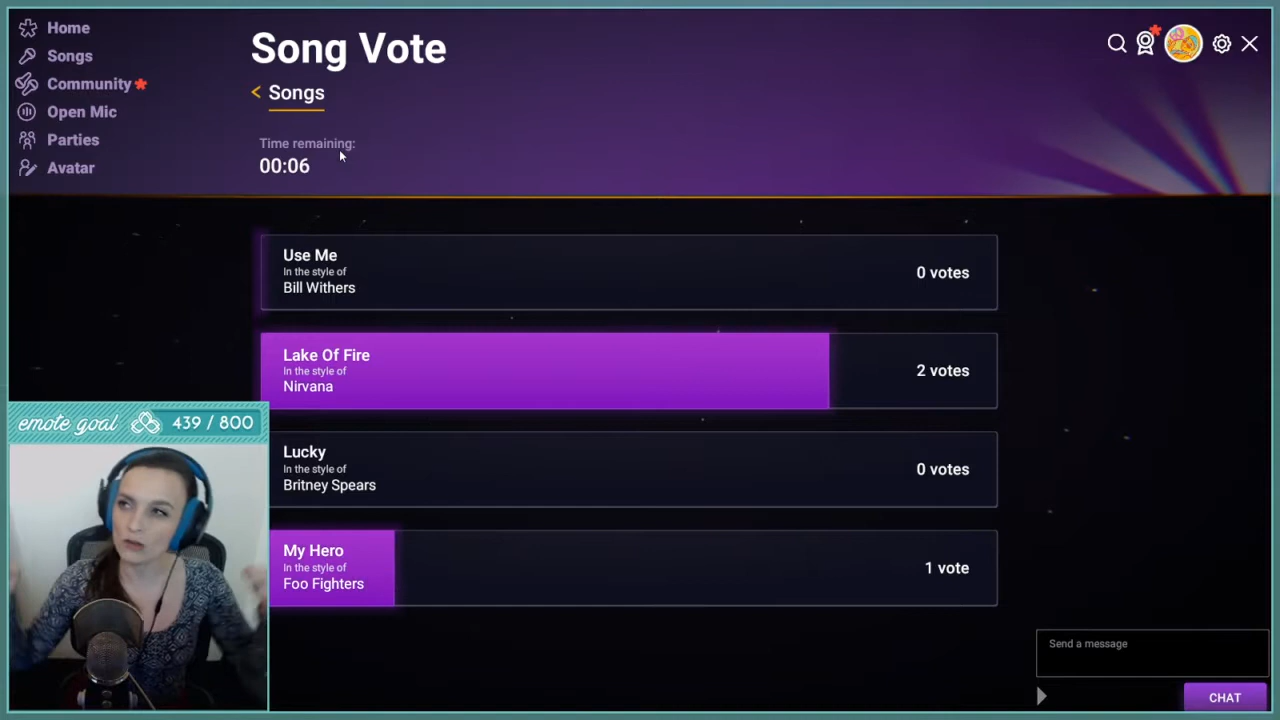 Home
Songs
Community
Open Mic
Parties
Avatar
Song Vote
< Songs
Time remaining:
00:06
Use Me
In the style of
Bill Withers
0 votes
Lake Of Fire
In the style of
Nirvana
2 votes
Lucky
In the style of
Britney Spears
0 votes
My Hero
In the style of
Foo Fighters
1 vote
emote goal 439 / 800
Send a message
CHAT